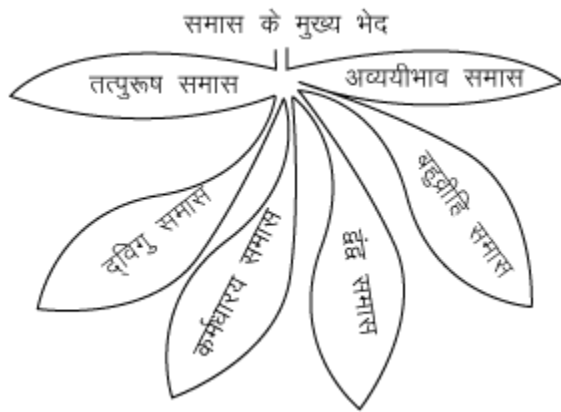 समास के मुख्य भेद
तत्पुरूष समास
अव्ययीभाव समास
द्‌विगु समास
कर्मधारय समास
द्वंद्व समास
बहुव्रीहि समास